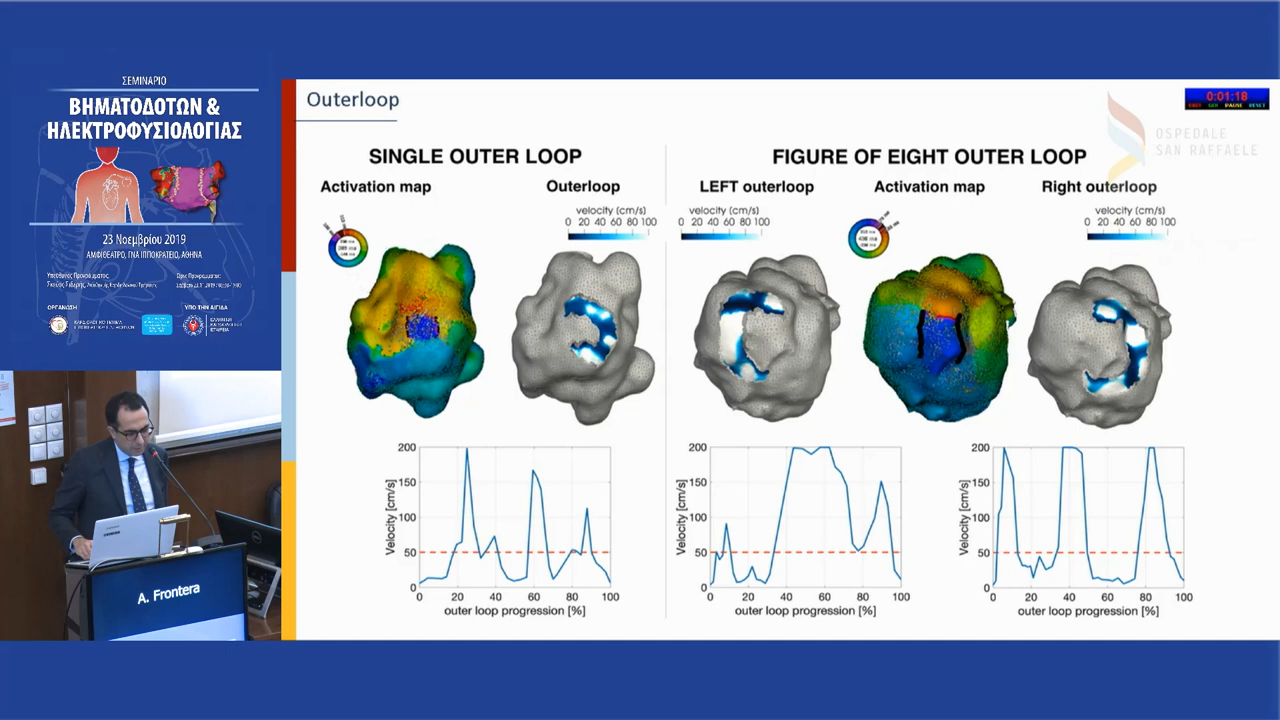 ΣΕΜΙΝΑΡΙΟ
ΒΗΜΑΤΟΔΟΤΩΝ &
ΗΛΕΚΤΡΟΦΥΣΙΟΛΟΓΙΑΣ
23 Νοεμβρίου 2019
ΑΜΦΙΘΕΑΤΡΟ, ΓΝΑ ΙΠΠΟΚΡΑΤΕΙΟ, ΑΘΗΝΑ
ΟΡΓΑΝΩΣΗ
ΥΠΟ ΤΗΝ ΑΙΓΙΔΑ
A. Frontera
Outerloop
0:01:18
OSPEDALE
SAN RAFFAELE
SINGLE OUTER LOOP
Activation map
Outerloop
velocity (cm/s)
0 20 40 60 80 100
FIGURE OF EIGHT OUTER LOOP
LEFT outerloop
Activation map
Right outerloop
velocity (cm/s)
0 20 40 60 80 100
velocity (cm/s)
0 20 40 60 80 100
Velocity [cm/s]
200
150
100
50
0
0 20 40 60 80 100
outer loop progression [%]
Velocity [cm/s]
200
150
100
50
0
0 20 40 60 80 100
outer loop progression [%]
Velocity [cm/s]
200
150
100
50
0
0 20 40 60 80 100
outer loop progression [%]